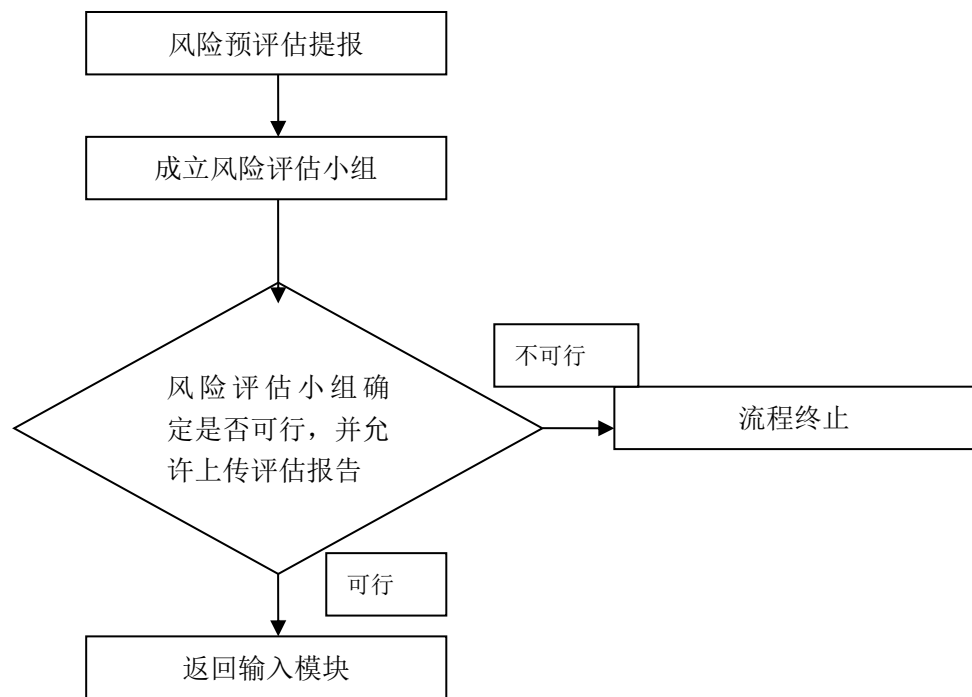 风险预评估提报
成立风险评估小组
风险评估小组确
定是否可行，并允
许上传评估报告
不可行
流程终止
可行
返回输入模块